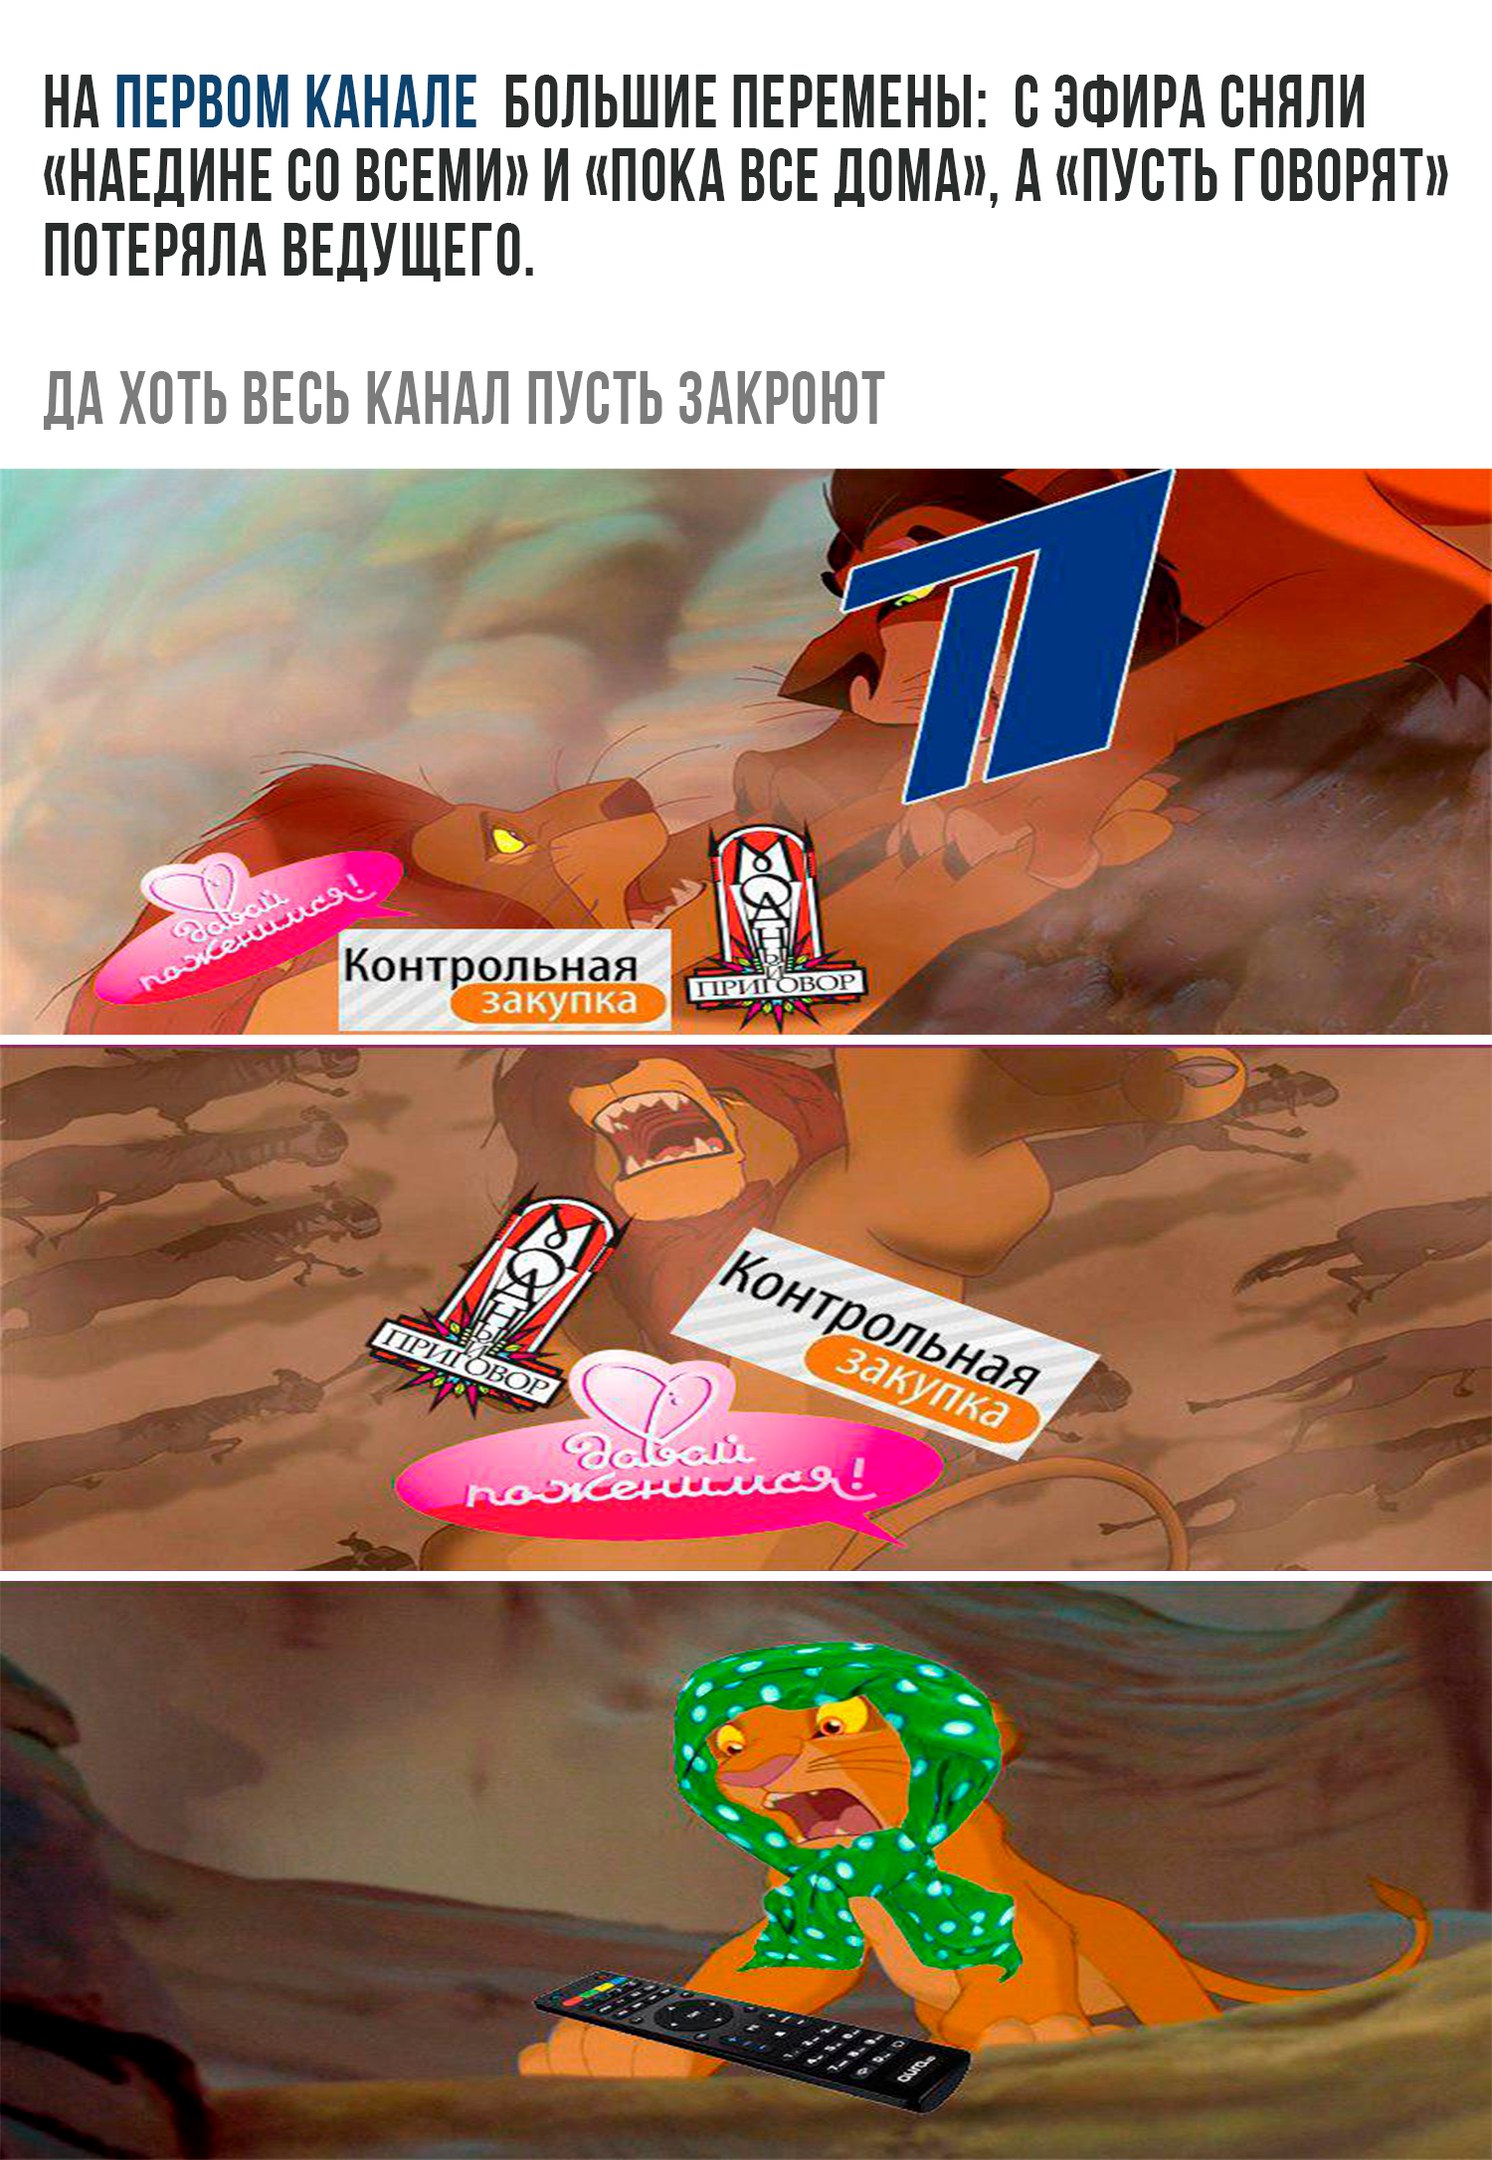 НА ПЕРВОМ КАНАЛЕ БОЛЬШИЕ ПЕРЕМЕНЫ: С ЭФИРА СНЯЛИ
«НАЕДИНЕ СО ВСЕМИ» И «ПОКА ВСЕ ДОМА», А «ПУСТЬ ГОВОРЯТ»
ПОТЕРЯЛА ВЕДУЩЕГО.
ДА ХОТЬ ВЕСЬ КАНАЛ ПУСТЬ ЗАКРОЮТ
давай
поженимся!
Контрольная
закупка
МОДНЫЙ
ПРИГОВОР
МОДНЫЙ
ПРИГОВОР
Контрольная
закупка
давай
поженимся!
aura